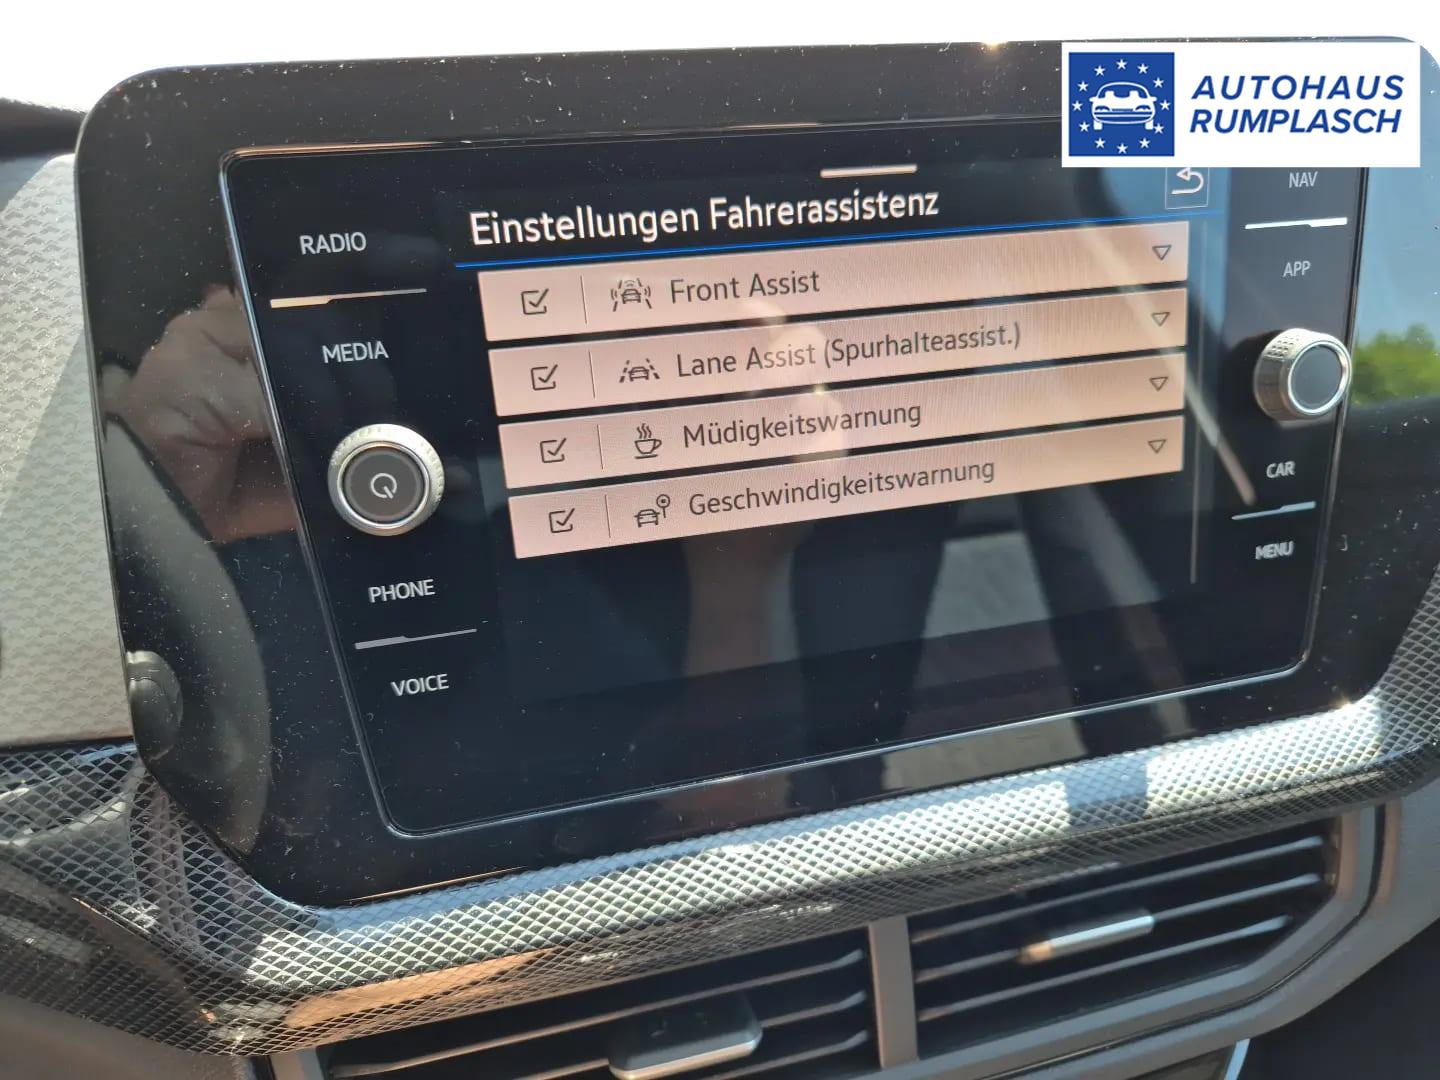 AUTOHAUS
RUMPLASCH
Einstellungen Fahrerassistenz
RADIO
MEDIA
PHONE
VOICE
Front Assist
Lane Assist (Spurhalteassist.)
Müdigkeitswarnung
Geschwindigkeitswarnung
NAV
APP
CAR
MENU